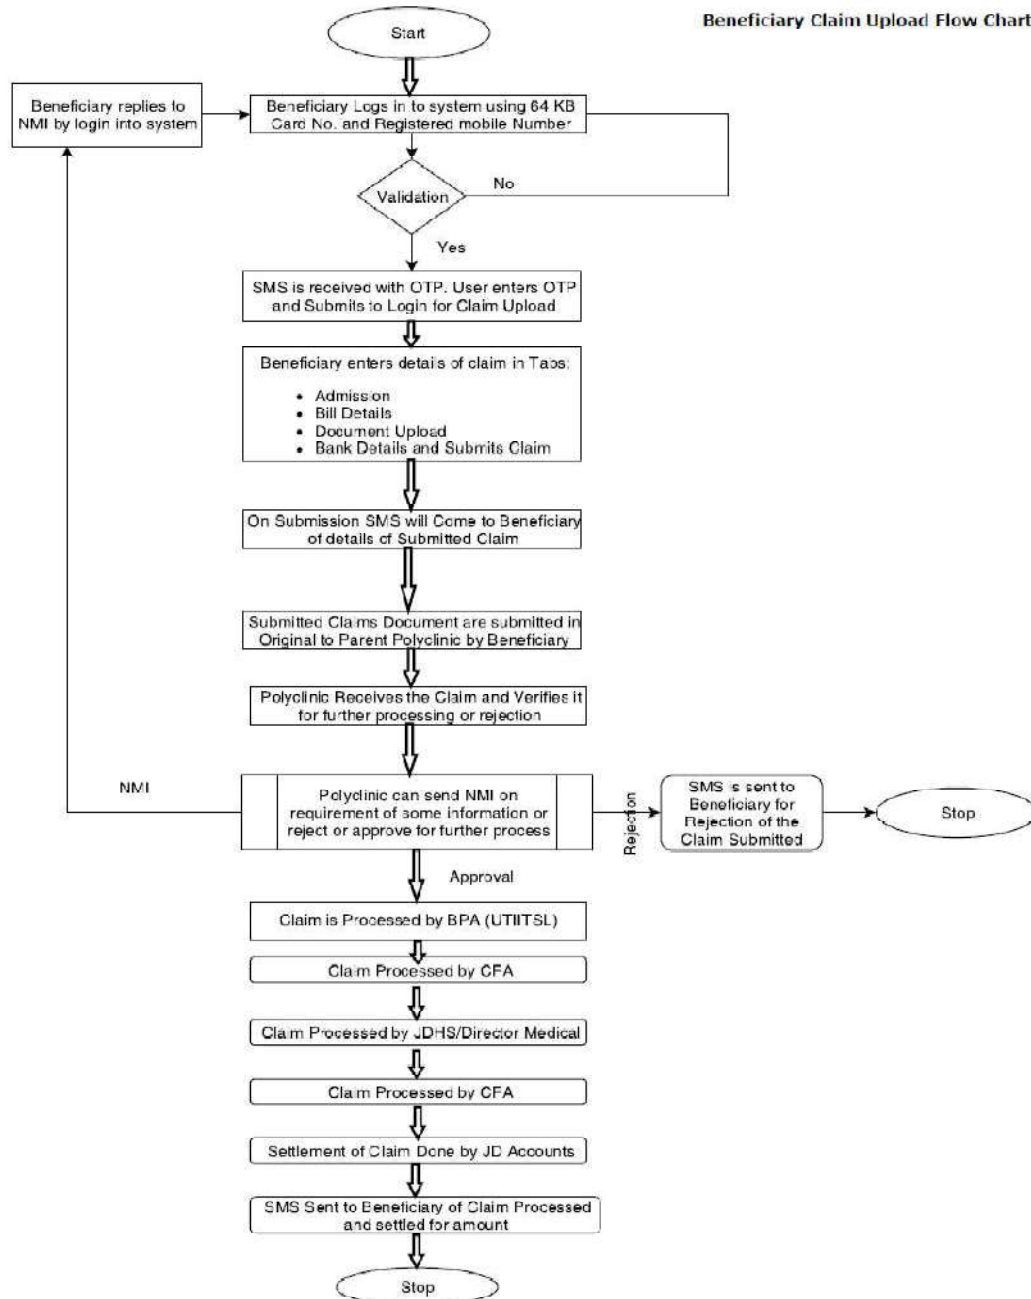 Beneficiary Claim Upload Flow Chart
Start
Beneficiary replies to
NMI by login into system
Beneficiary Logs in to system using 64 KB
Card No. and Registered mobile Number
Validation
No
Yes
SMS is received with OTP. User enters OTP
and Submits to Login for Claim Upload
Beneficiary enters details of claim in Tabs:
• Admission
• Bill Details
• Document Upload
• Bank Details and Submits Claim
On Submission SMS will Come to Beneficiary
of details of Submitted Claim
Submitted Claims Document are submitted in
Original to Parent Polyclinic by Beneficiary
Polyclinic Receives the Claim and Verifies it
for further processing or rejection
NMI
Polyclinic can send NMI on
requirement of some information or
reject or approve for further process
Rejection
SMS is sent to
Beneficiary for
Rejection of the
Claim Submitted
Stop
Approval
Claim is Processed by BPA (UTIITSL)
Claim Processed by CFA
Claim Processed by JDHS/Director Medical
Claim Processed by CFA
Settlement of Claim Done by JD Accounts
SMS Sent to Beneficiary of Claim Processed
and settled for amount
Stop